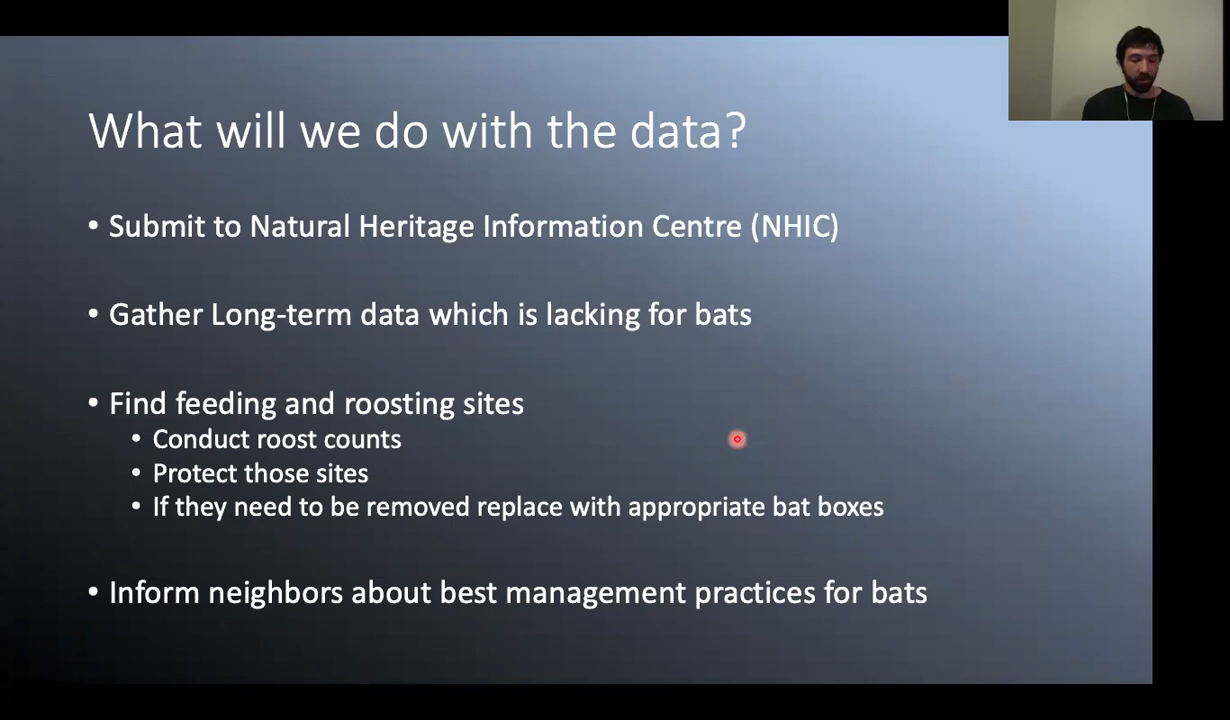 What will we do with the data?
• Submit to Natural Heritage Information Centre (NHIC)
• Gather Long-term data which is lacking for bats
• Find feeding and roosting sites
• Conduct roost counts
• Protect those sites
• If they need to be removed replace with appropriate bat boxes
• Inform neighbors about best management practices for bats